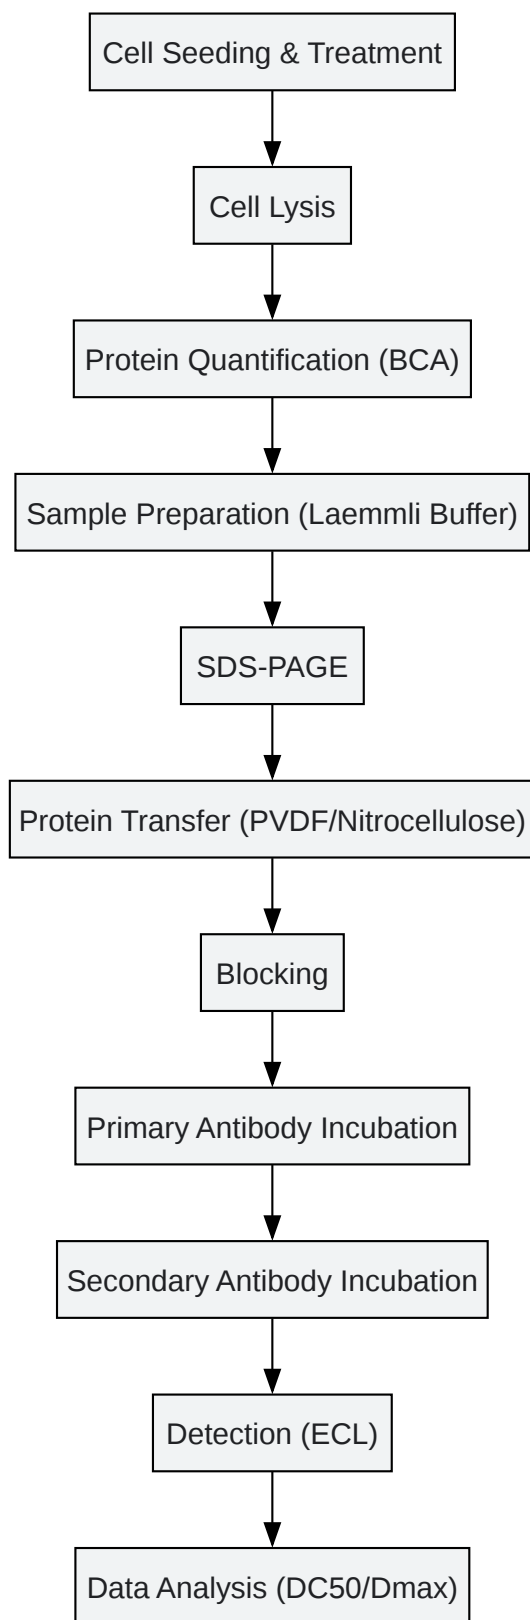 Cell Seeding & Treatment
Cell Lysis
Protein Quantification (BCA)
Sample Preparation (Laemmli Buffer)
SDS-PAGE
Protein Transfer (PVDF/Nitrocellulose)
Blocking
Primary Antibody Incubation
Secondary Antibody Incubation
Detection (ECL)
Data Analysis (DC50/Dmax)